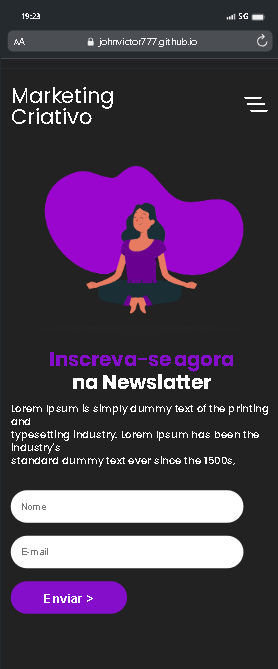 19:23
5G
AA
johnvictor777.github.io
Marketing
Criativo
Inscreva-se agora
na Newslatter
Lorem Ipsum is simply dummy text of the printing
and
typesetting industry. Lorem Ipsum has been the
industry's
standard dummy text ever since the 1500s,
Nome
E-mail
Enviar >